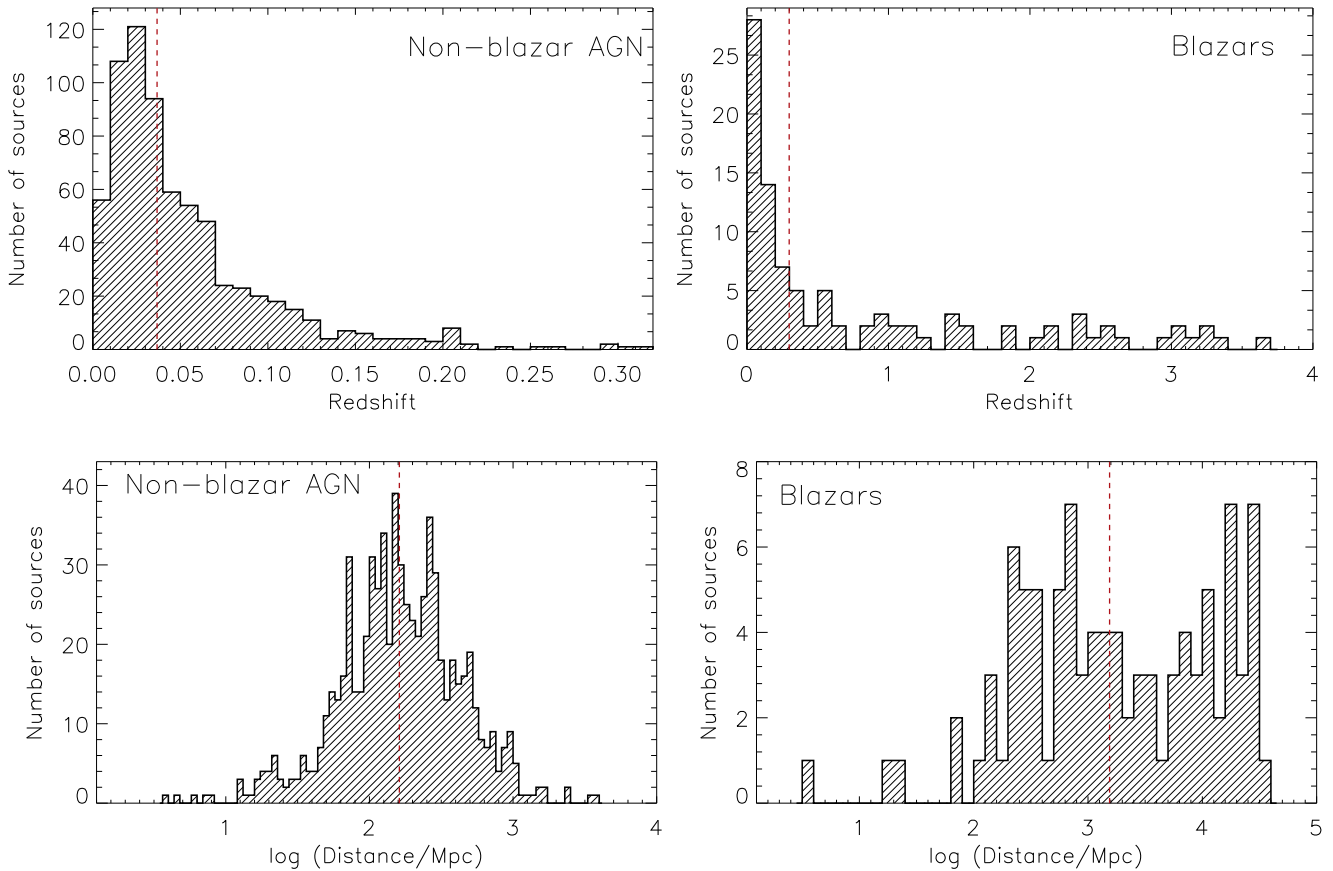 Non−blazar AGN
Number of sources
120
100
80
60
40
20
0
0.00 0.05 0.10 0.15 0.20 0.25 0.30
Redshift
Blazars
Number of sources
25
20
15
10
5
0
0 1 2 3 4
Redshift
Non−blazar AGN
Number of sources
40
30
20
10
0
1 2 3 4
log (Distance/Mpc)
Blazars
Number of sources
8
6
4
2
0
1 2 3 4 5
log (Distance/Mpc)